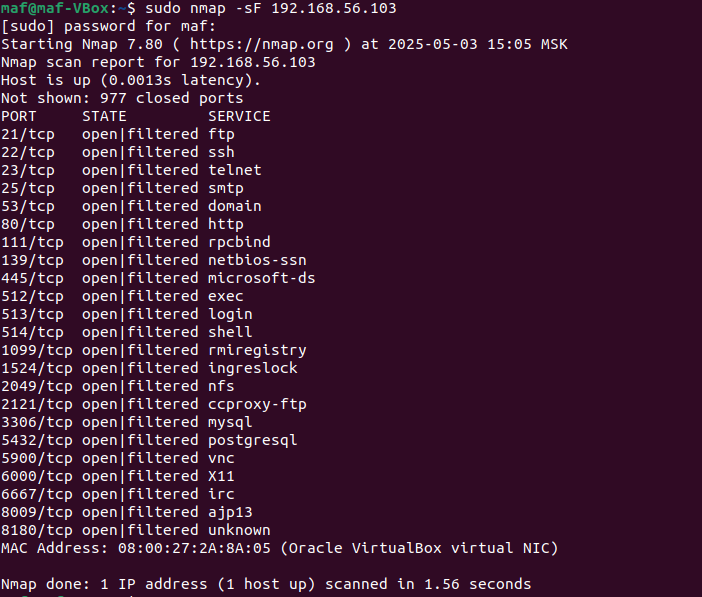 maf@maf-VBox:~$ sudo nmap -sF 192.168.56.103
[sudo] password for maf:
Starting Nmap 7.80 ( https://nmap.org ) at 2025-05-03 15:05 MSK
Nmap scan report for 192.168.56.103
Host is up (0.0013s latency).
Not shown: 977 closed ports
PORT     STATE         SERVICE
21/tcp   open|filtered ftp
22/tcp   open|filtered ssh
23/tcp   open|filtered telnet
25/tcp   open|filtered smtp
53/tcp   open|filtered domain
80/tcp   open|filtered http
111/tcp  open|filtered rpcbind
139/tcp  open|filtered netbios-ssn
445/tcp  open|filtered microsoft-ds
512/tcp  open|filtered exec
513/tcp  open|filtered login
514/tcp  open|filtered shell
1099/tcp open|filtered rmiregistry
1524/tcp open|filtered ingreslock
2049/tcp open|filtered nfs
2121/tcp open|filtered ccproxy-ftp
3306/tcp open|filtered mysql
5432/tcp open|filtered postgresql
5900/tcp open|filtered vnc
6000/tcp open|filtered X11
6667/tcp open|filtered irc
8009/tcp open|filtered ajp13
8180/tcp open|filtered unknown
MAC Address: 08:00:27:2A:8A:05 (Oracle VirtualBox virtual NIC)
Nmap done: 1 IP address (1 host up) scanned in 1.56 seconds